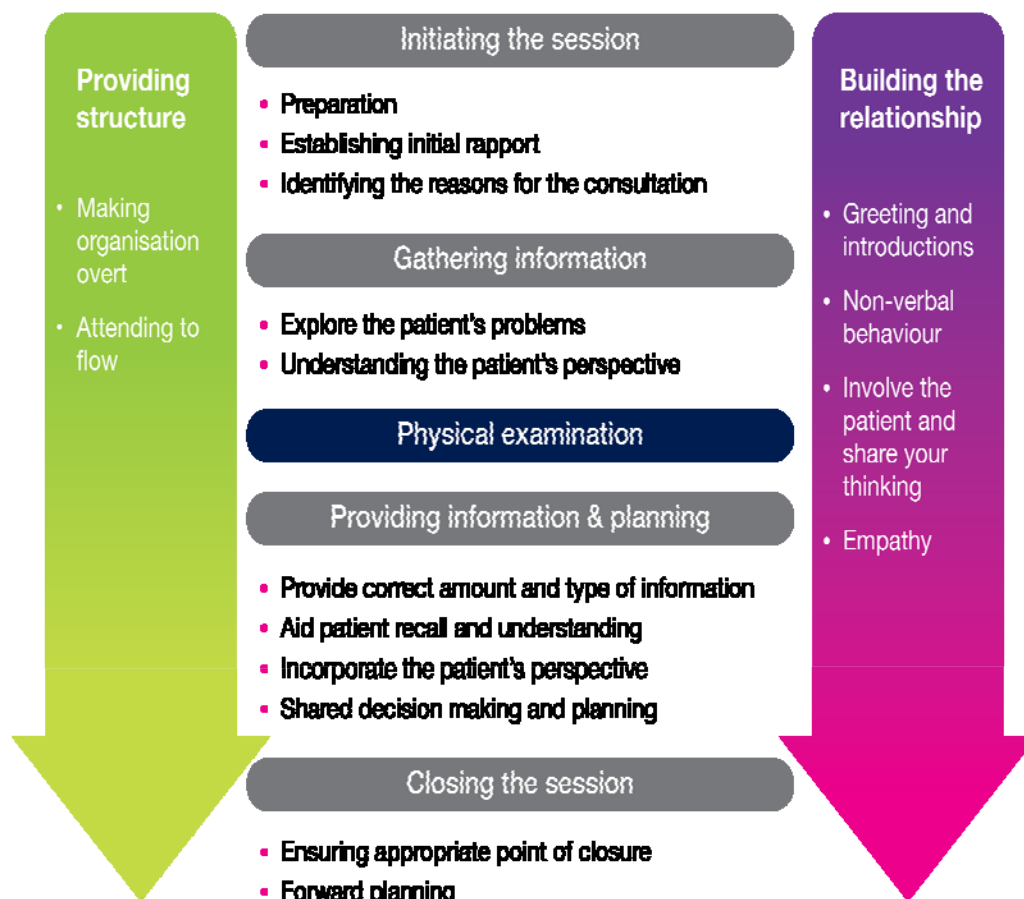 Providing
structure
• Making
organisation
overt
• Attending to
flow
Initiating the session
• Preparation
• Establishing initial rapport
• Identifying the reasons for the consultation
Gathering information
• Explore the patient's problems
• Understanding the patient's perspective
Physical examination
Providing information & planning
• Provide correct amount and type of information
• Aid patient recall and understanding
• Incorporate the patient's perspective
• Shared decision making and planning
Closing the session
• Ensuring appropriate point of closure
• Forward planning
Building the
relationship
• Greeting and
introductions
• Non-verbal
behaviour
• Involve the
patient and
share your
thinking
• Empathy